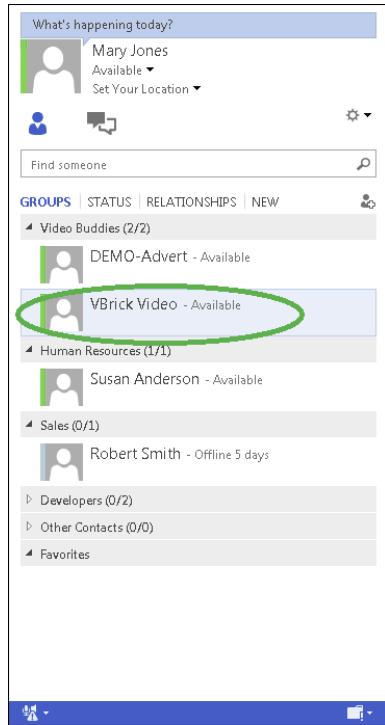 What's happening today?
Mary Jones
Available
Set Your Location
Find someone
GROUPS STATUS RELATIONSHIPS NEW
Video Buddies (2/2)
DEMO-Advert - Available
VBrick Video - Available
Human Resources (1/1)
Susan Anderson - Available
Sales (0/1)
Robert Smith - Offline 5 days
Developers (0/2)
Other Contacts (0/0)
Favorites